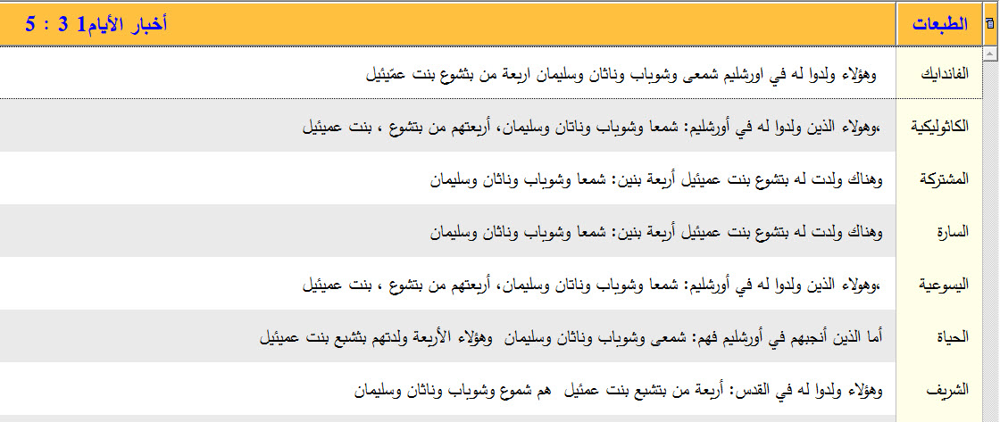 الطبعات أخبار الأيام1 3 : 5
الفاندايك وهؤلاء ولدوا له في اورشليم شمعى وشوباب وناثان وسليمان اربعة من بثشوع بنت عمّيئيل
الكاثوليكية ،وهولاء الذين ولدوا له في أورشليم: شمعا وشوباب وناتان وسليمان، أربعتهم من بتشوع ، بنت عميئيل
المشتركة وهناك ولدت له بتشوع بنت عميئيل أربعة بنين: شمعا وشوباب وناثان وسليمان
السارة وهناك ولدت له بتشوع بنت عميئيل أربعة بنين: شمعا وشوباب وناثان وسليمان
اليسوعية ،وهولاء الذين ولدوا له في أورشليم: شمعا وشوباب وناتان وسليمان، أربعتهم من بتشوع ، بنت عميئيل
الحياة أما الذين أنجبهم في أورشليم فهم: شمعى وشوباب وناثان وسليمان وهؤلاء الأربعة ولدتهم بثشبع بنت عميئيل
الشريف وهؤلاء ولدوا له في القدس: أربعة من بتشبع بنت عمئيل هم شموع وشوباب وناثان وسليمان